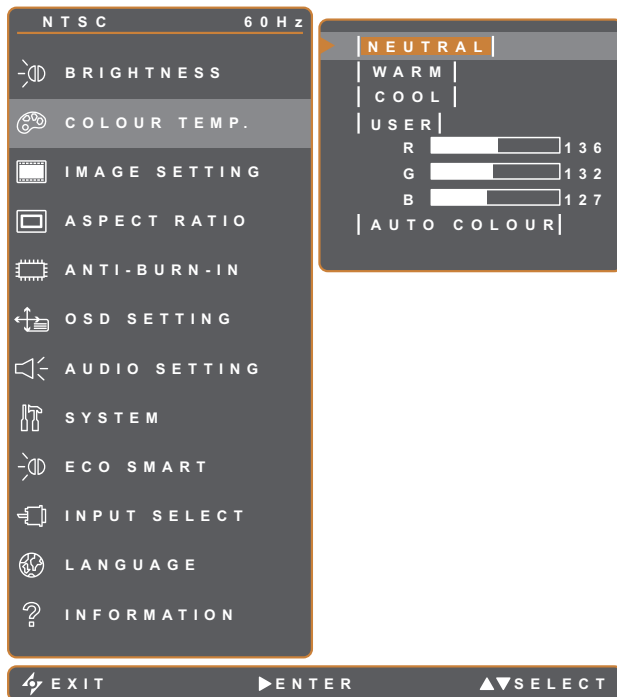 NTSC 60Hz
BRIGHTNESS
COLOUR TEMP.
IMAGE SETTING
ASPECT RATIO
ANTI-BURN-IN
OSD SETTING
AUDIO SETTING
SYSTEM
ECO SMART
INPUT SELECT
LANGUAGE
INFORMATION
NEUTRAL
WARM
COOL
USER
R 136
G 132
B 127
AUTO COLOUR
EXIT ENTER SELECT